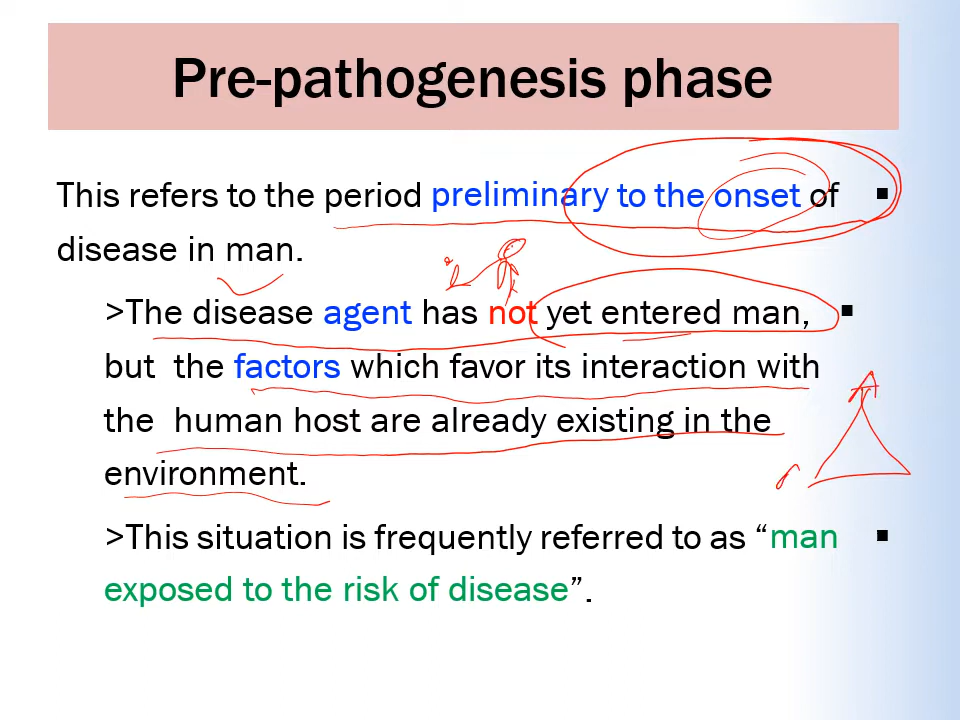 Pre-pathogenesis phase
This refers to the period preliminary to the onset of ▪
disease in man.
>The disease agent has not yet entered man, ▪
but the factors which favor its interaction with
the human host are already existing in the
environment.
>This situation is frequently referred to as “man ▪
exposed to the risk of disease”.